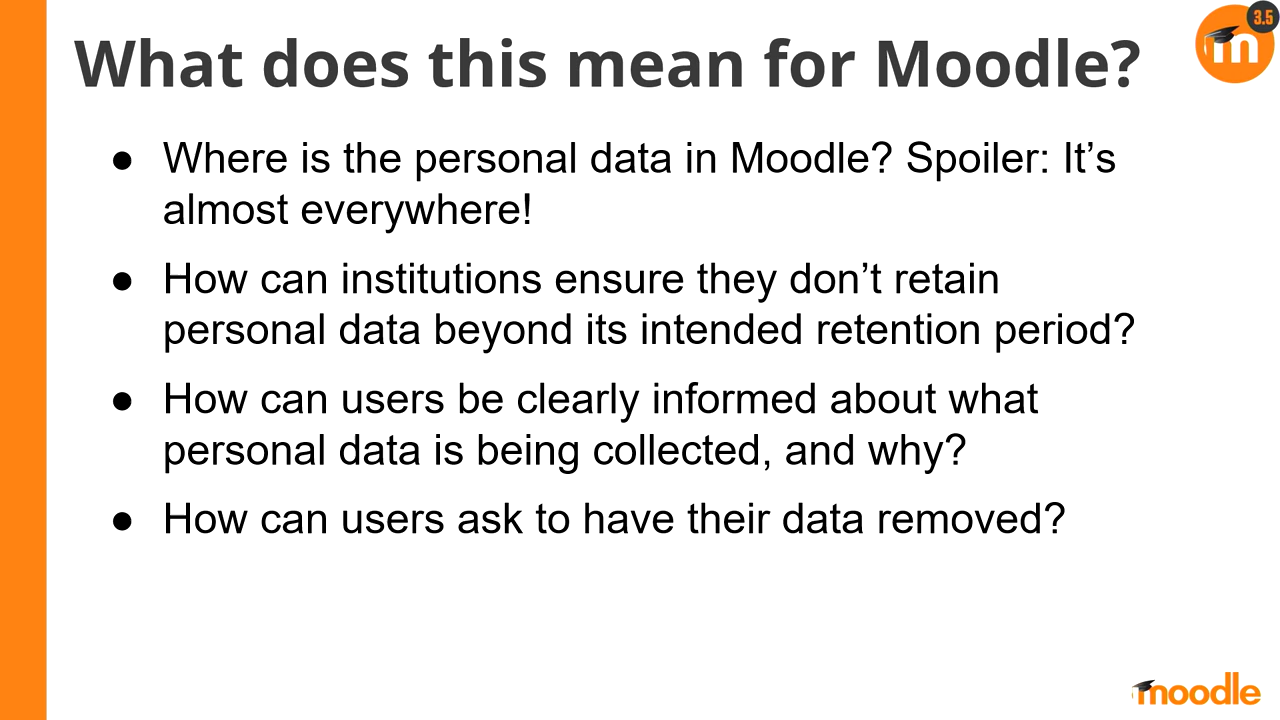 3.5
m
What does this mean for Moodle?
● Where is the personal data in Moodle? Spoiler: It’s
almost everywhere!
● How can institutions ensure they don’t retain
personal data beyond its intended retention period?
● How can users be clearly informed about what
personal data is being collected, and why?
● How can users ask to have their data removed?
moodle